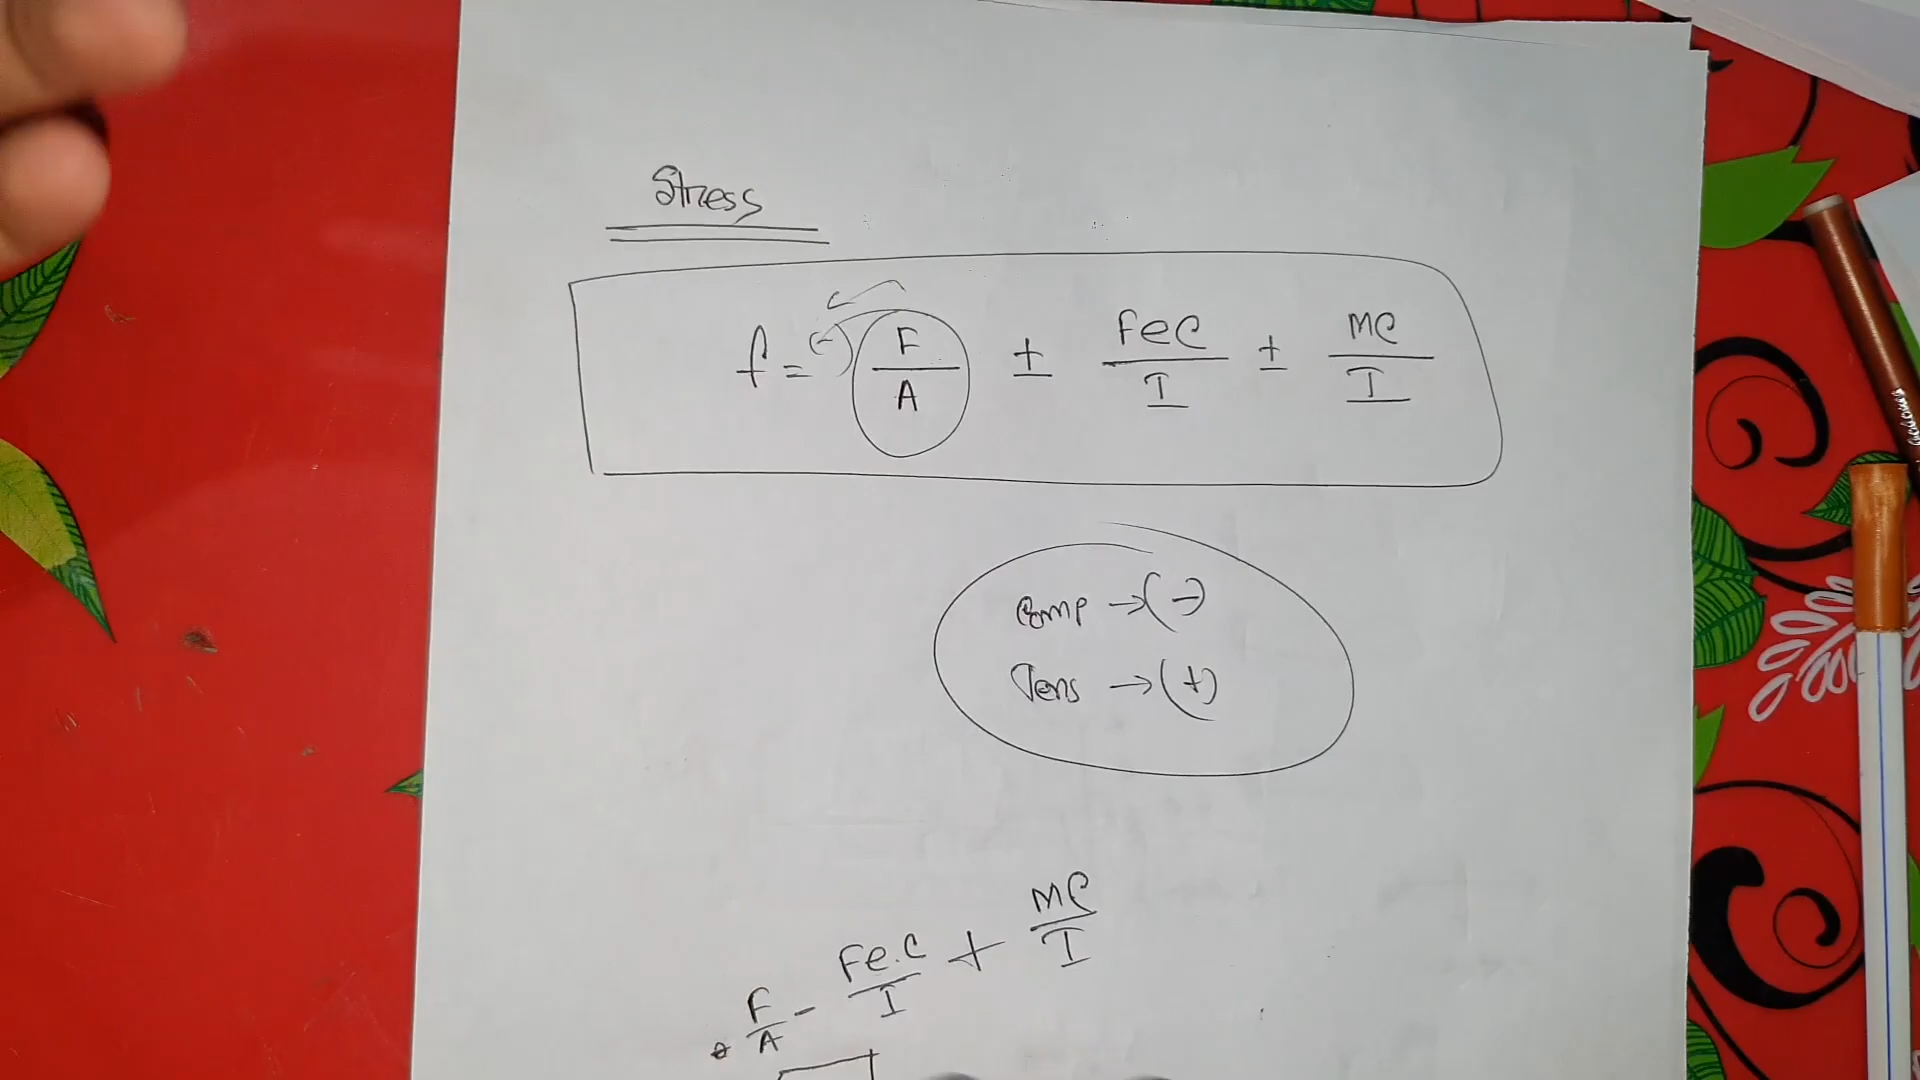 Stress
f = (-) F/A ± FeC/I ± MC/I
Comp → (-)
Tens → (+)
F/A - Fe.C/I + MC/I